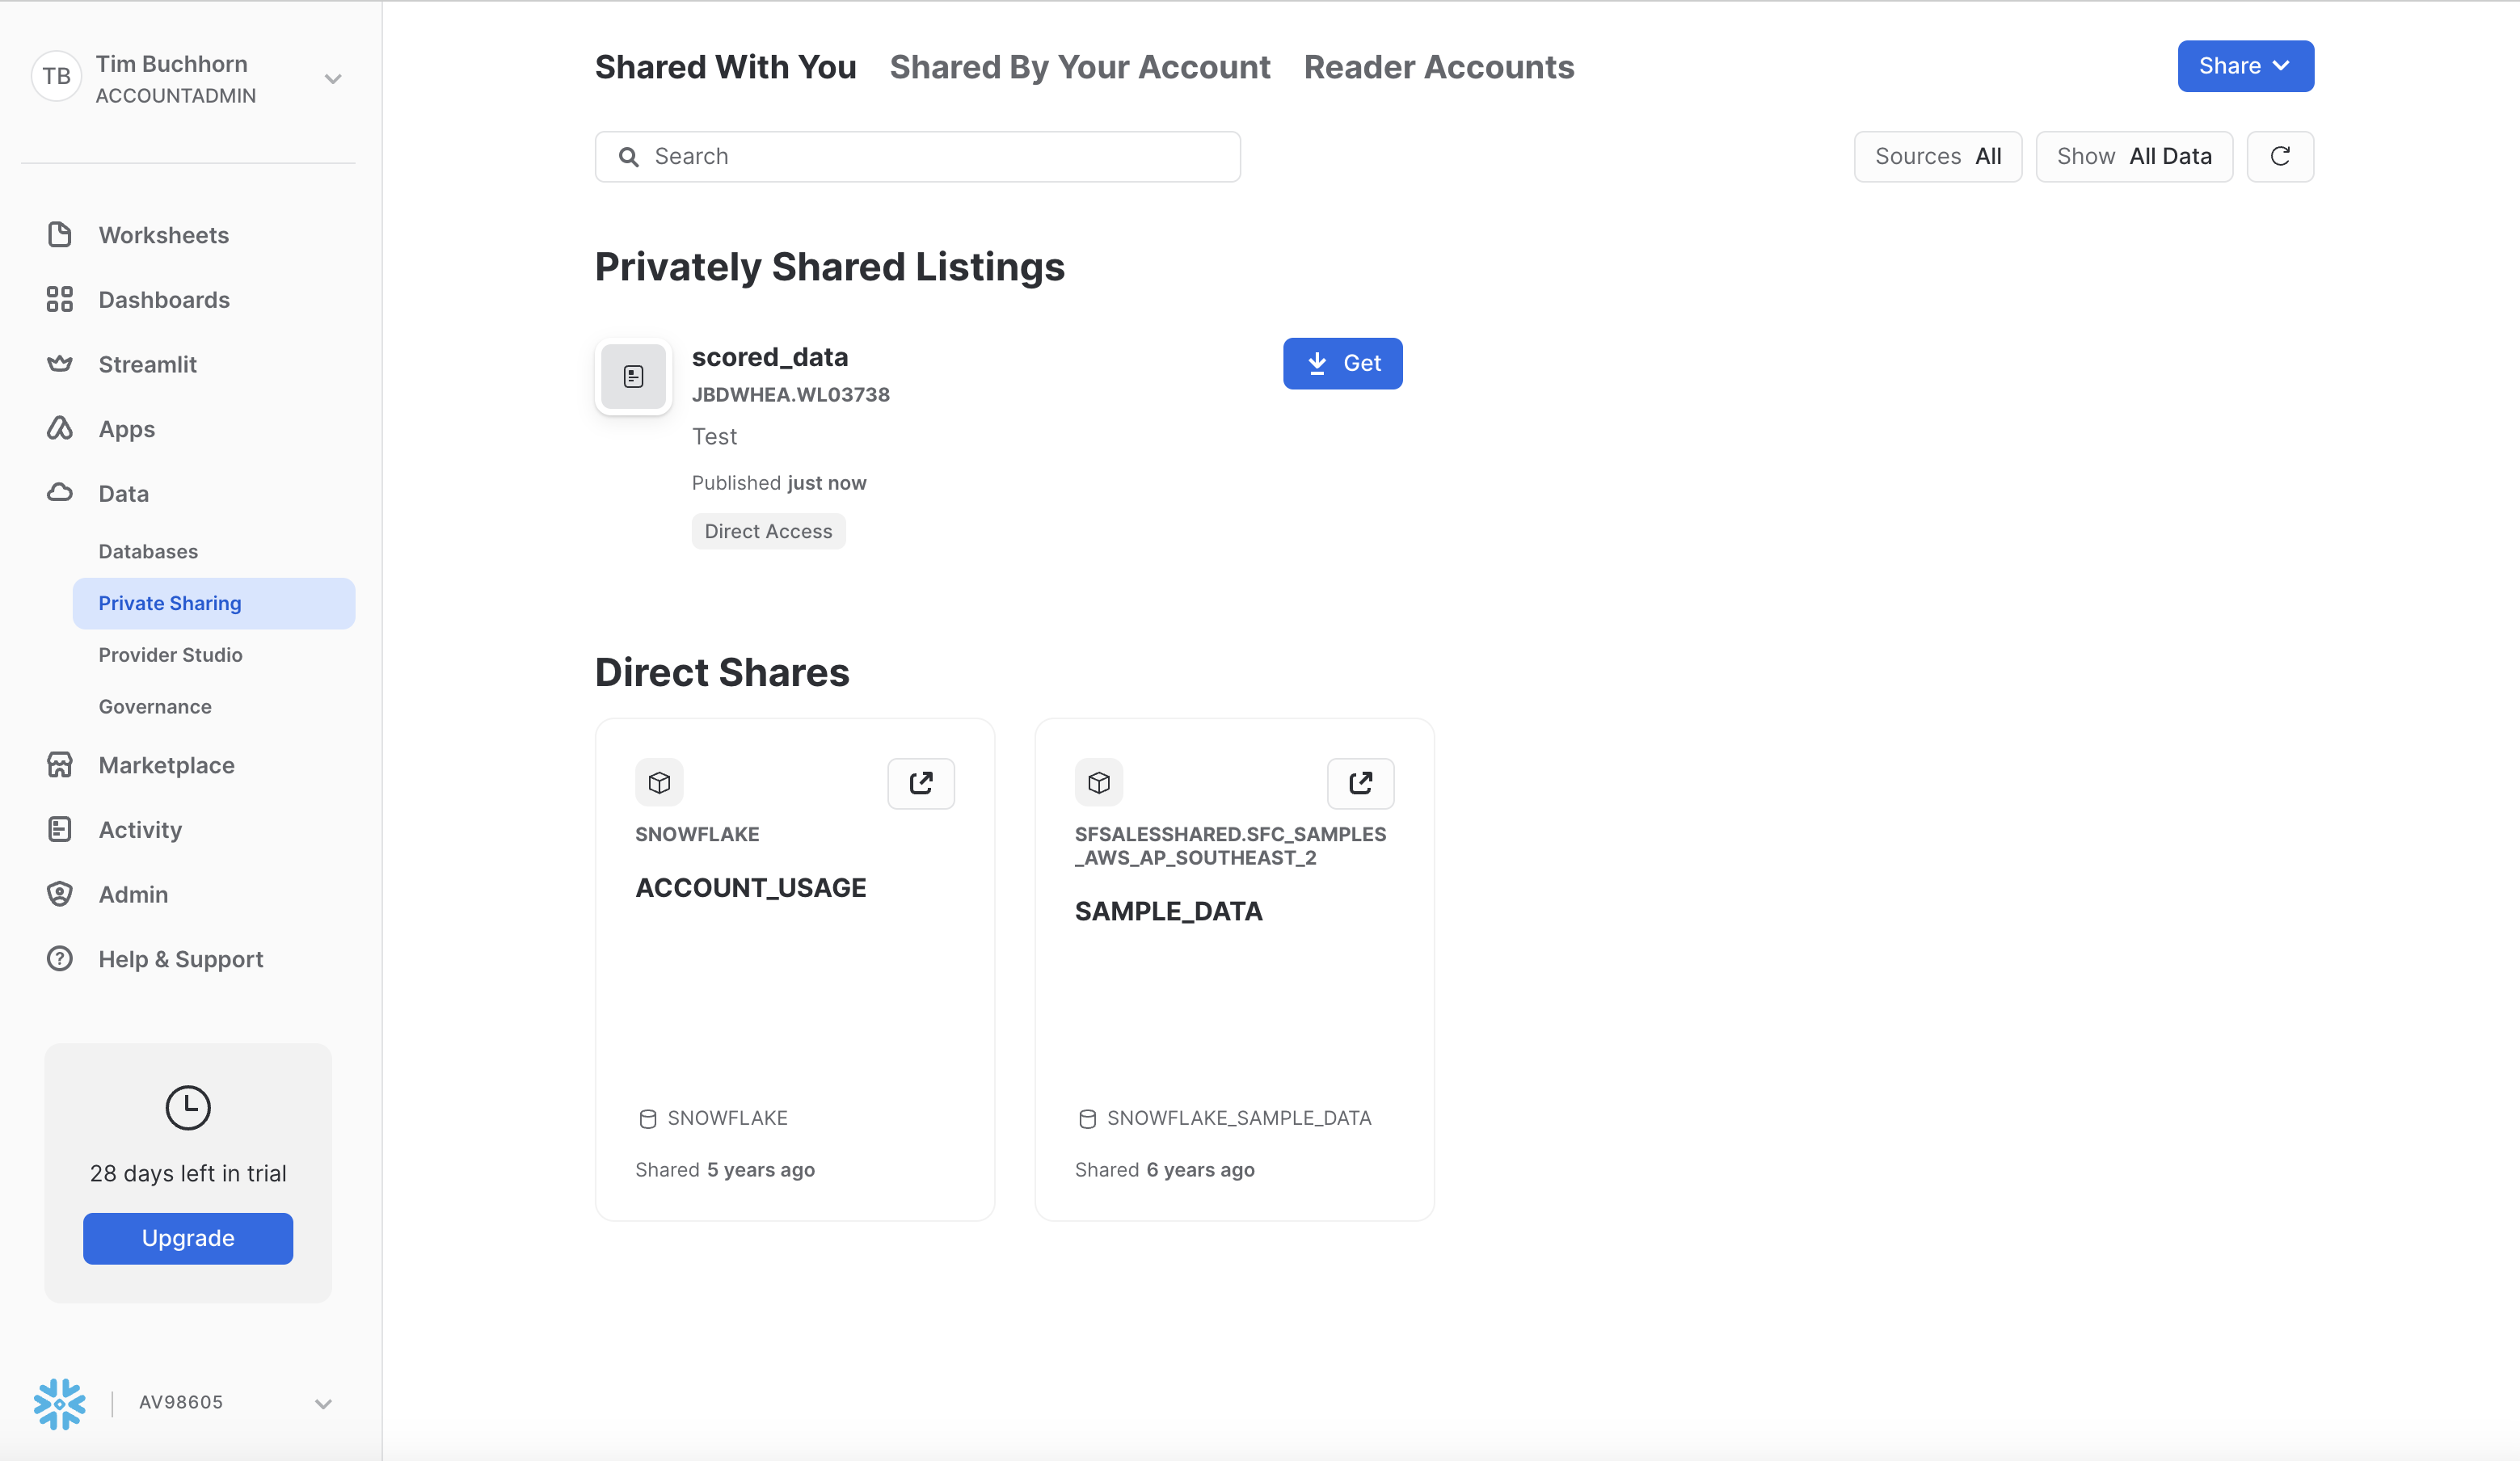 TB
Tim Buchhorn
ACCOUNTADMIN
Worksheets
Dashboards
Streamlit
Apps
Data
Databases
Private Sharing
Provider Studio
Governance
Marketplace
Activity
Admin
Help & Support
28 days left in trial
Upgrade
AV98605
Shared With You
Shared By Your Account
Reader Accounts
Share
Search
Sources All
Show All Data
Privately Shared Listings
scored_data
JBDWHEA.WL03738
Test
Published just now
Direct Access
Get
Direct Shares
SNOWFLAKE
ACCOUNT_USAGE
SNOWFLAKE
Shared 5 years ago
SFSALESSHARED.SFC_SAMPLES
_AWS_AP_SOUTHEAST_2
SAMPLE_DATA
SNOWFLAKE_SAMPLE_DATA
Shared 6 years ago